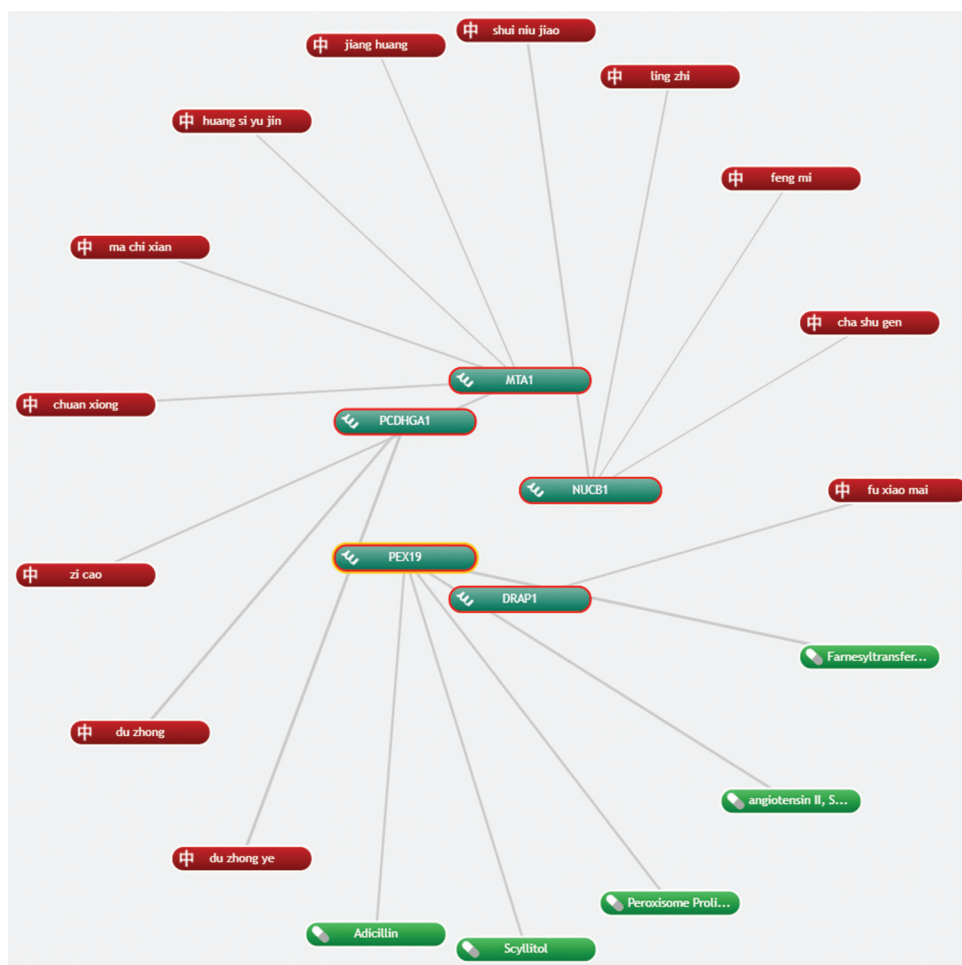 中 shui niu jiao
中 jiang huang
中 ling zhi
中 huang si yu jin
中 feng mi
中 ma chi xian
中 cha shu gen
MTA1
中 chuan xiong
PCDHGA1
NUCB1
中 fu xiao mai
PEX19
中 zi cao
DRAP1
Farnesyltransfer...
中 du zhong
angiotensin II, S...
中 du zhong ye
Peroxisome Proli...
Adicillin
Scyllitol